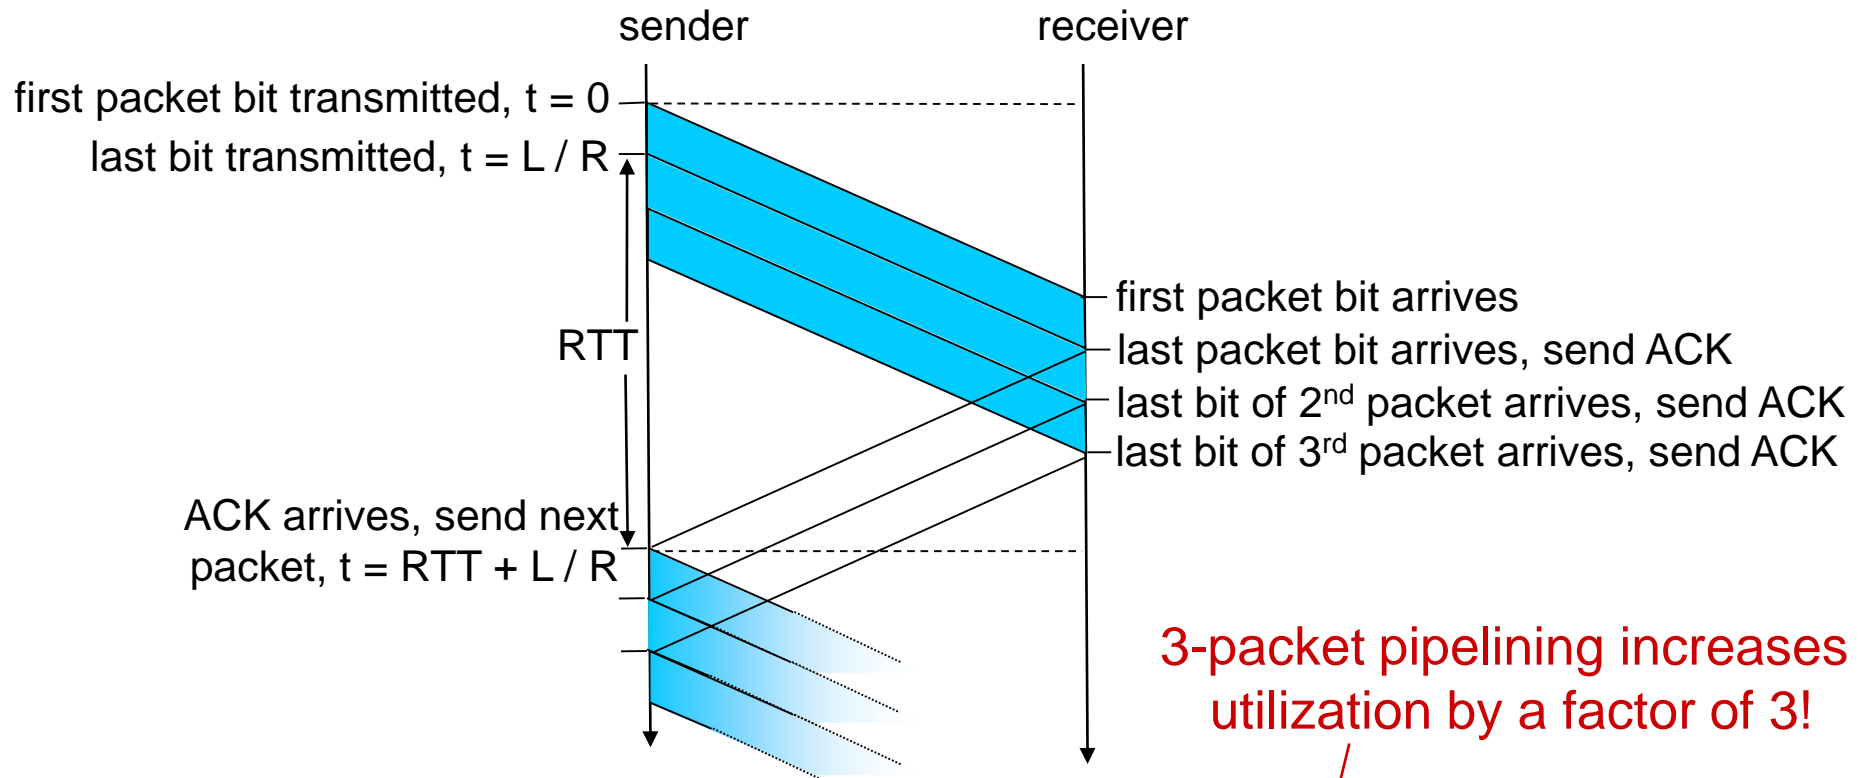 sender
receiver
first packet bit transmitted, t = 0
last bit transmitted, t = L / R
first packet bit arrives
RTT
last packet bit arrives, send ACK
last bit of 2nd packet arrives, send ACK
last bit of 3rd packet arrives, send ACK
ACK arrives, send next
packet, t = RTT + L / R
3-packet pipelining increases
utilization by a factor of 3!